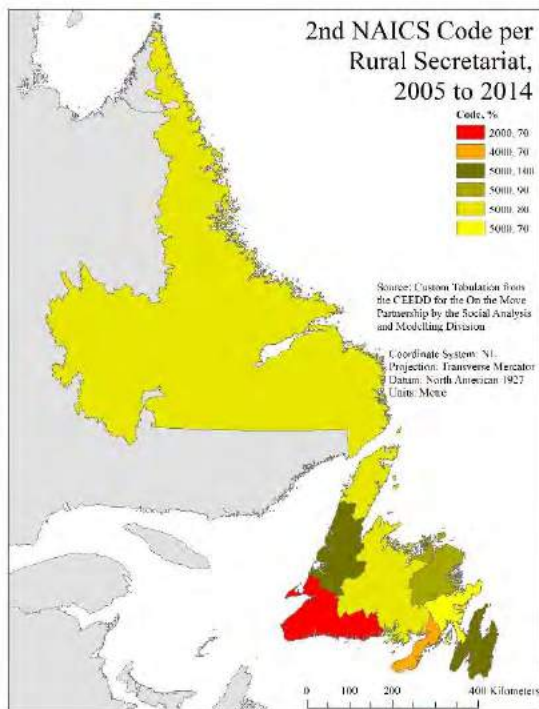 2nd NAICS Code per
Rural Secretariat,
2005 to 2014
Code, %
2000, 70
4000, 70
5000, 100
5000, 90
5000, 80
5000, 70
Source: Custom Tabulation from
the CEEDD for the On the Move
Partnership by the Social Analysis
and Modelling Division
Coordinate System: NL
Projection: Transverse Mercator
Datum: North American 1927
Units: Metre
0 100 200 400 Kilometers